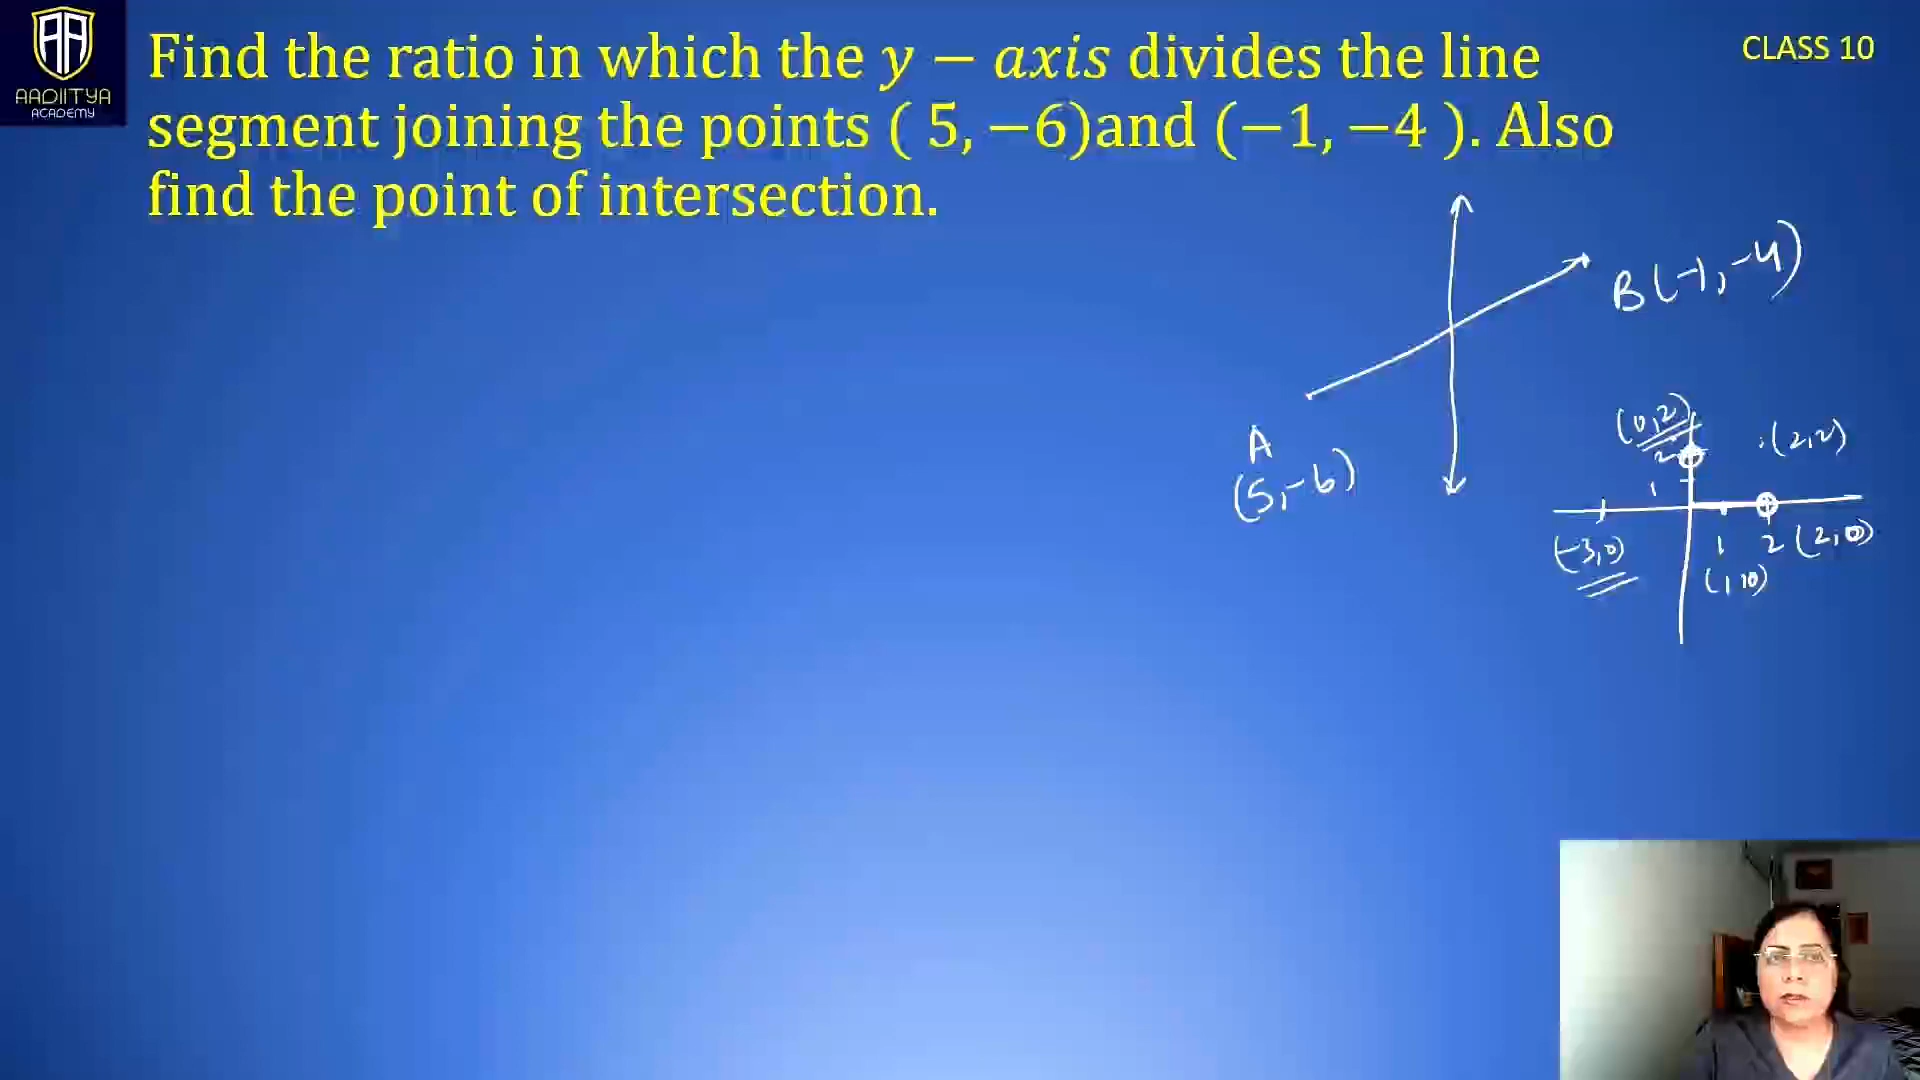 AADIITYA
ACADEMY
Find the ratio in which the y − axis divides the line
segment joining the points ( 5, −6)and (−1, −4 ). Also
find the point of intersection.
CLASS 10
B(-1, -4)
A
(5, -6)
(0,2)
(2,2)
2
1
(-3,0)
1 2 (2,0)
(1,0)